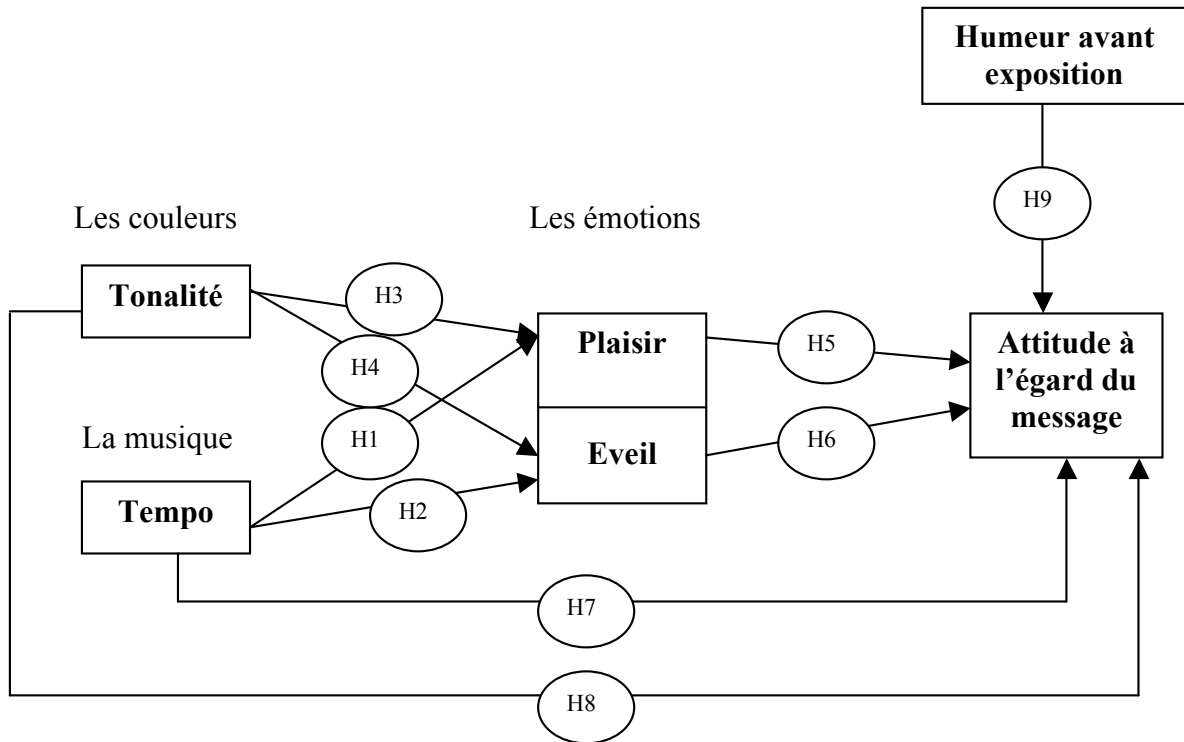 Humeur avant
exposition
H9
Les couleurs
Les émotions
Tonalité
H3
Plaisir
H5
Attitude à
l’égard du
message
H4
La musique
H1
Eveil
H6
Tempo
H2
H7
H8